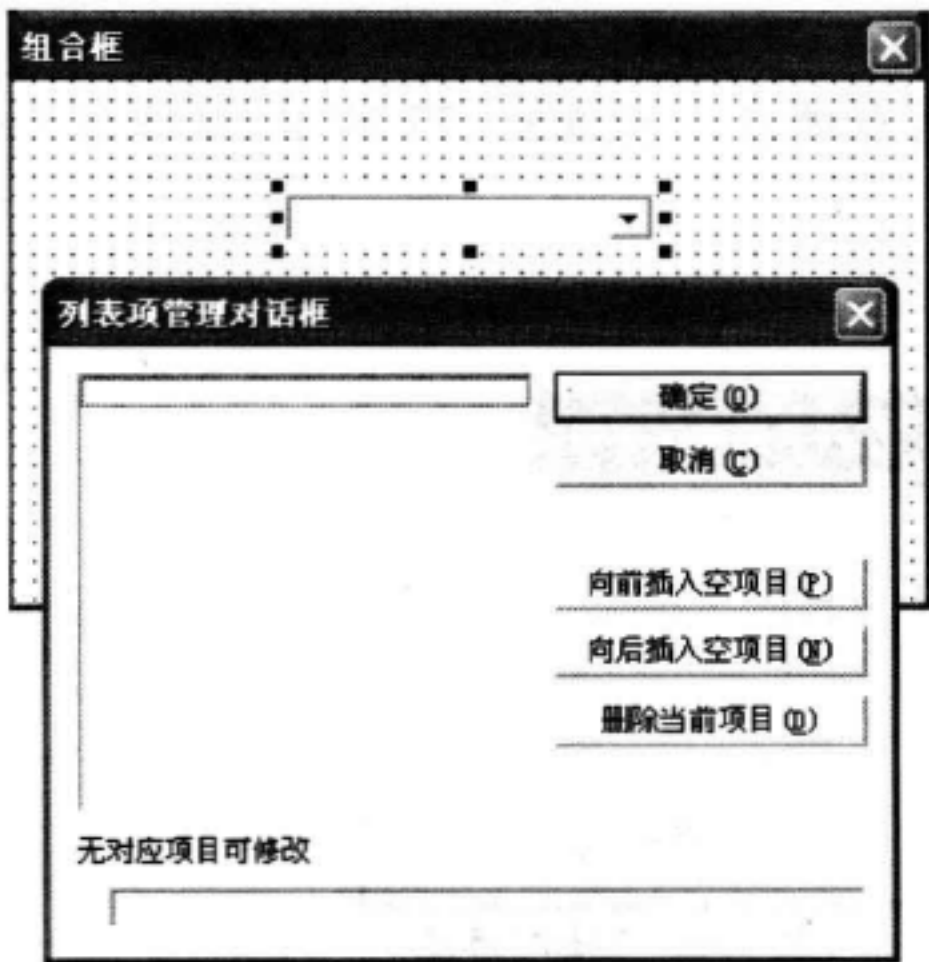 组合框
列表项管理对话框
确定(O)
取消(C)
向前插入空项目(P)
向后插入空项目(N)
删除当前项目(D)
无对应项目可修改